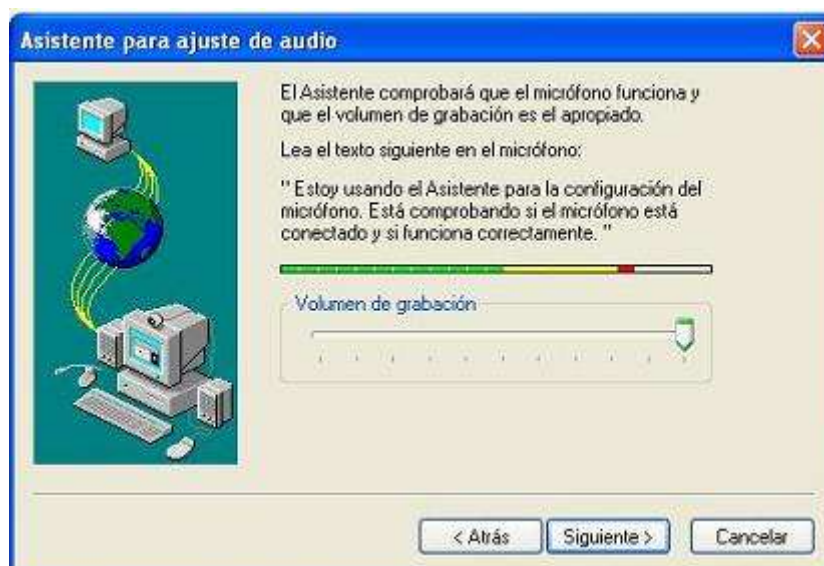 Asistente para ajuste de audio
El Asistente comprobará que el micrófono funciona y
que el volumen de grabación es el apropiado.
Lea el texto siguiente en el micrófono:
" Estoy usando el Asistente para la configuración del
micrófono. Está comprobando si el micrófono está
conectado y si funciona correctamente. "
Volumen de grabación
< Atrás
Siguiente >
Cancelar